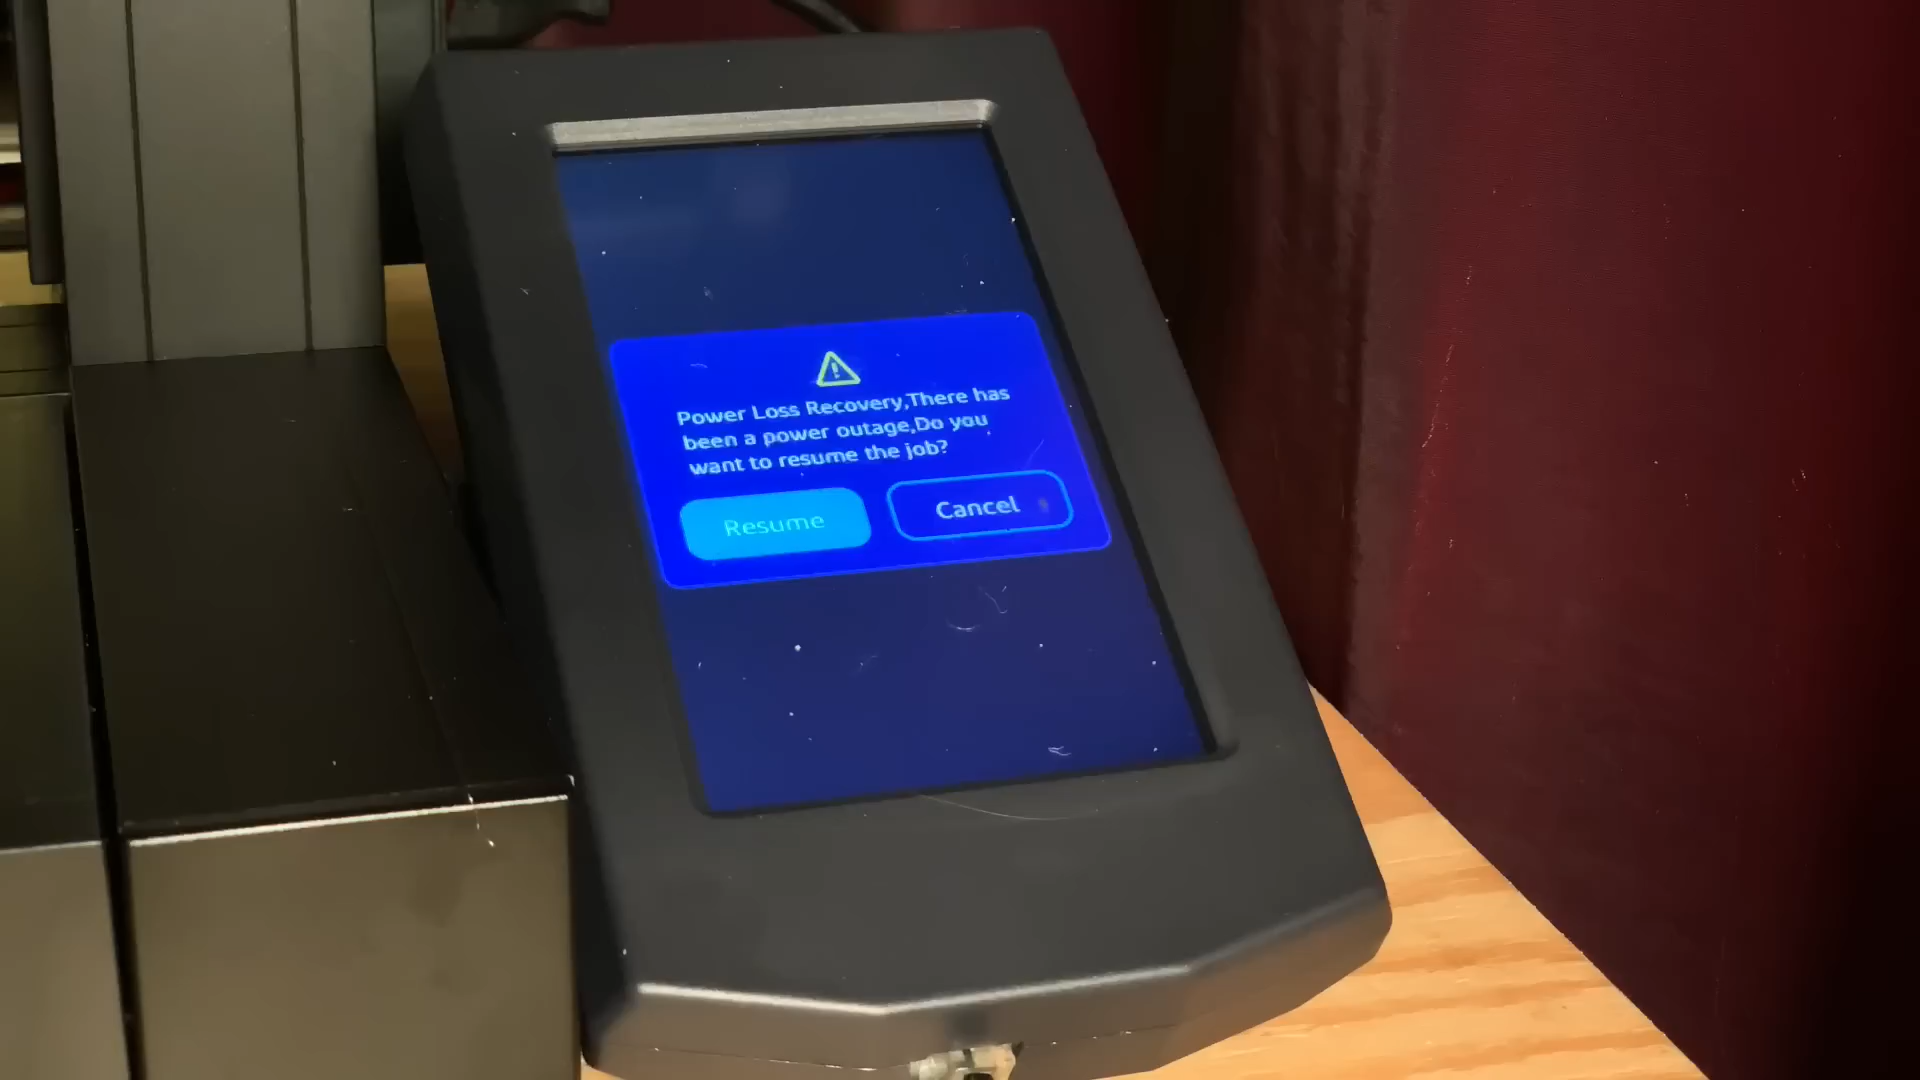 Power Loss Recovery,There has
been a power outage,Do you
want to resume the job?
Resume
Cancel